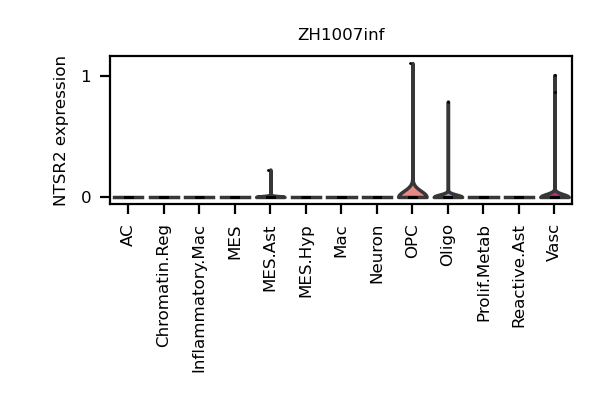 ZH1007inf
NTSR2 expression
1
0
AC
Chromatin.Reg
Inflammatory.Mac
MES
MES.Ast
MES.Hyp
Mac
Neuron
OPC
Oligo
Prolif.Metab
Reactive.Ast
Vasc